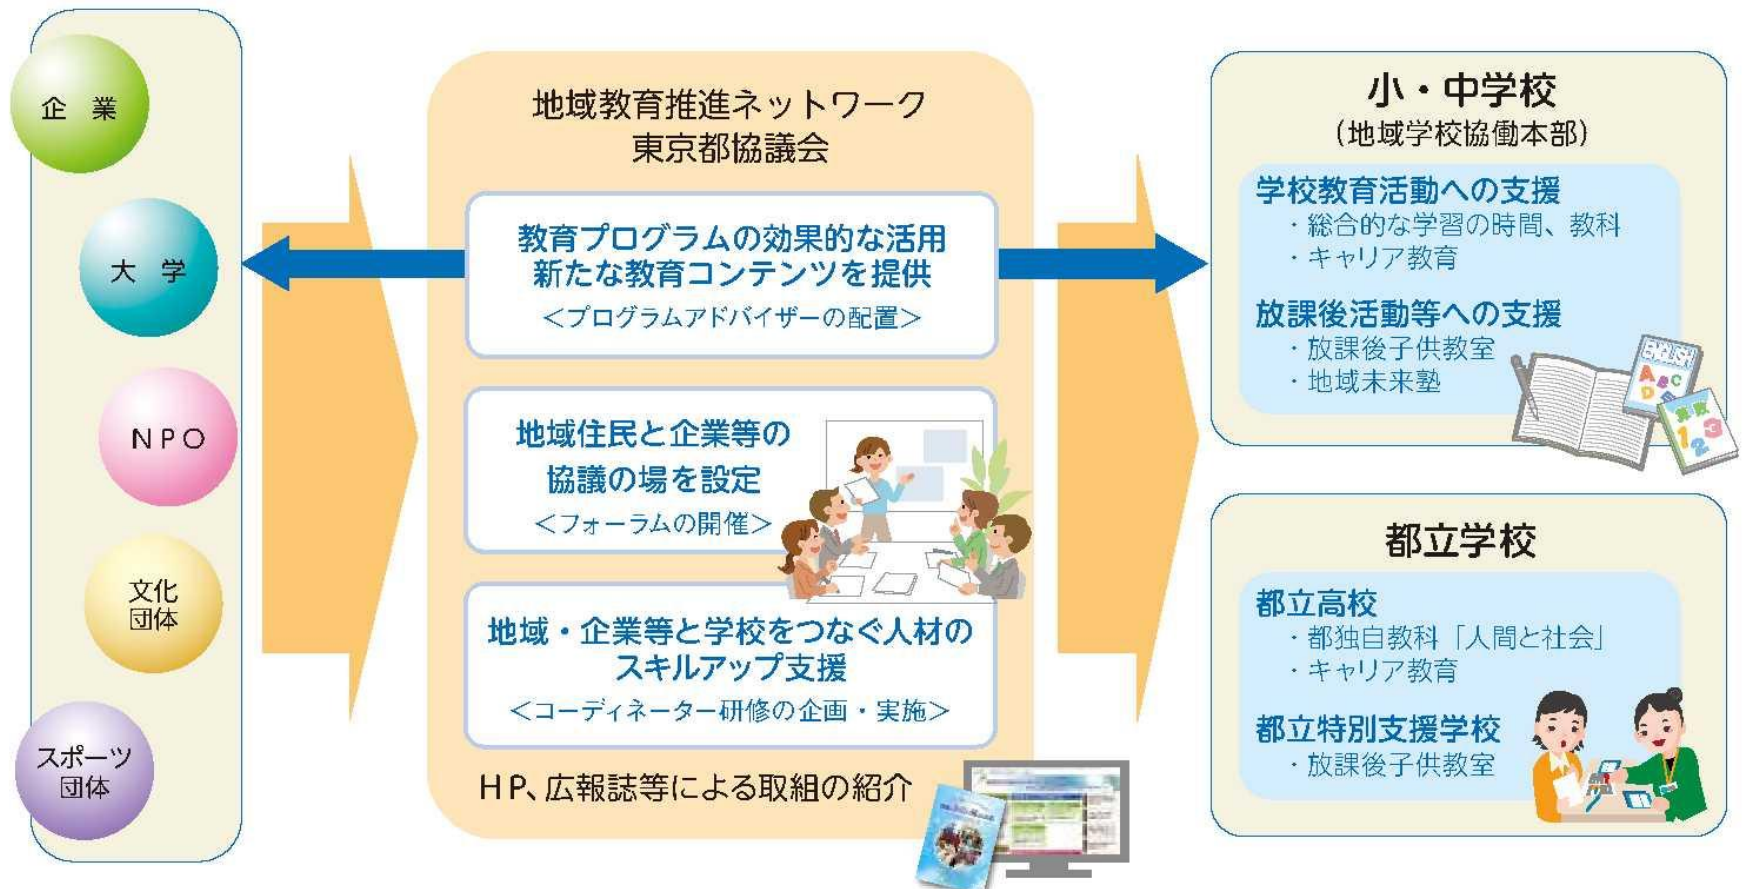 企業
大学
NPO
文化
団体
スポーツ
団体
地域教育推進ネットワーク
東京都協議会
教育プログラムの効果的な活用
新たな教育コンテンツを提供
＜プログラムアドバイザーの配置＞
地域住民と企業等の
協議の場を設定
＜フォーラムの開催＞
地域・企業等と学校をつなぐ人材の
スキルアップ支援
＜コーディネーター研修の企画・実施＞
HP、広報誌等による取組の紹介
小・中学校
（地域学校協働本部）
学校教育活動への支援
・総合的な学習の時間、教科
・キャリア教育
放課後活動等への支援
・放課後子供教室
・地域未来塾
ENGLISH
A B C
D E
算数
1 2 3
都立学校
都立高校
・都独自教科「人間と社会」
・キャリア教育
都立特別支援学校
・放課後子供教室